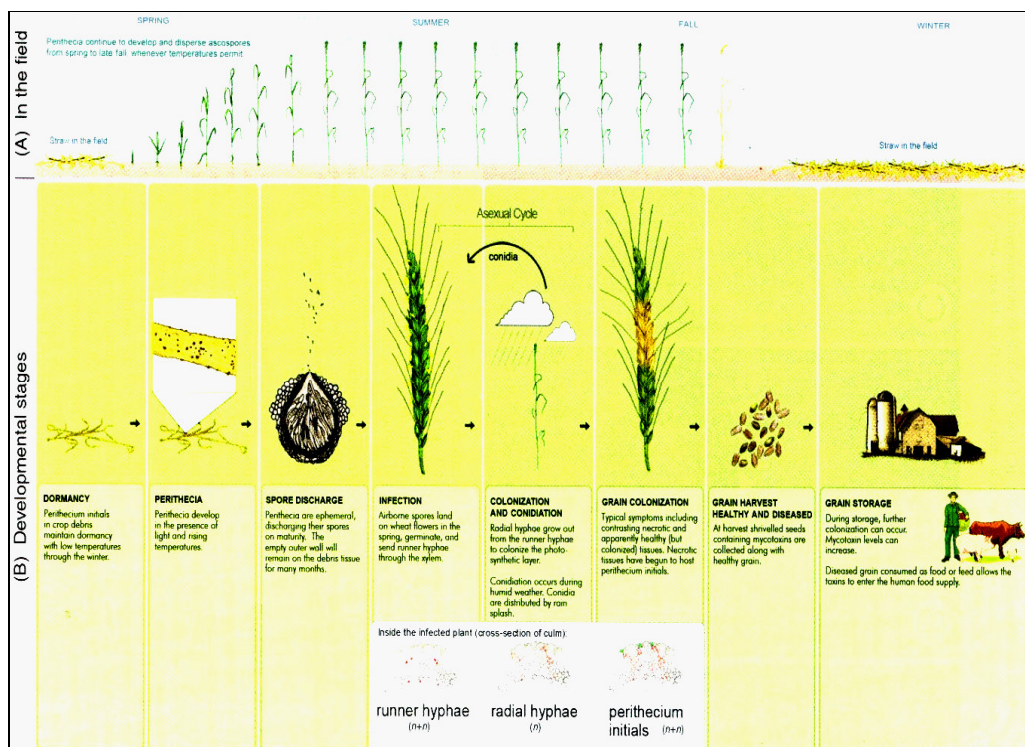 SPRING
SUMMER
FALL
WINTER
(A) In the field
Perithecia continue to develop and disperse ascospores
from spring to late fall whenever temperatures permit
Straw in the field
Straw in the field
(B) Developmental stages
Asexual Cycle
conidia
DORMANCY
Perithecium initials
in crop debris
maintain dormancy
with low temperatures
through the winter.
PERITHECIA
Perithecia develop
in the presence of
light and rising
temperatures.
SPORE DISCHARGE
Perithecia are ephemeral,
discharging their spores
on maturity. The
empty outer wall will
remain on the debris tissue
for many months.
INFECTION
Airborne spores land
on wheat flowers in the
spring, germinate, and
send runner hyphae
through the xylem.
COLONIZATION
AND CONIDIATION
Radial hyphae grow out
from the runner hyphae
to colonize the photo-
synthetic layer.
Conidiation occurs during
humid weather. Conidia
are distributed by rain
splash.
GRAIN COLONIZATION
Typical symptoms including
contrasting necrotic and
apparently healthy (but
colonized) tissues. Necrotic
tissues have begun to host
perithecium initials.
GRAIN HARVEST
HEALTHY AND DISEASED
At harvest shrivelled seeds
containing mycotoxins are
collected along with
healthy grain.
GRAIN STORAGE
During storage, further
colonization can occur.
Mycotoxin levels can
increase.
Diseased grain consumed as food or feed allows the
toxins to enter the human food supply.
Inside the infected plant (cross-section of culm):
runner hyphae
(n+n)
radial hyphae
(n)
perithecium
initials (n+n)